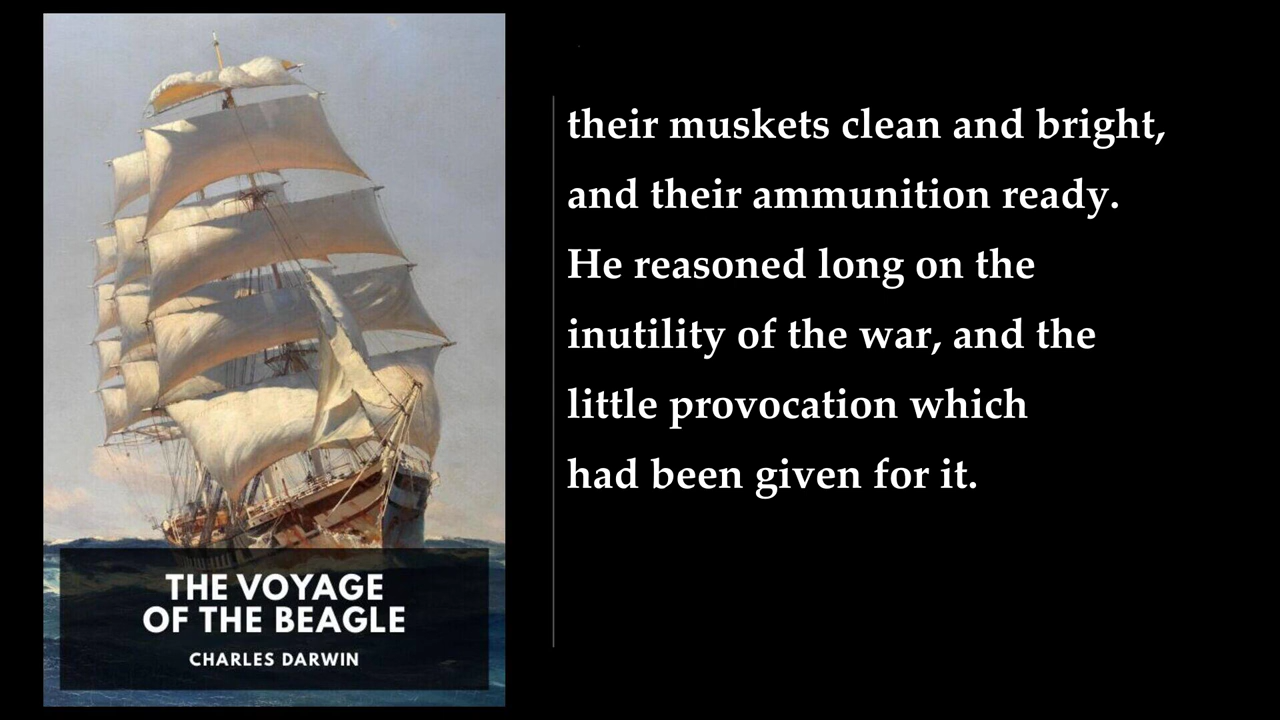 their muskets clean and bright,
and their ammunition ready.
He reasoned long on the
inutility of the war, and the
little provocation which
had been given for it.
THE VOYAGE
OF THE BEAGLE
CHARLES DARWIN